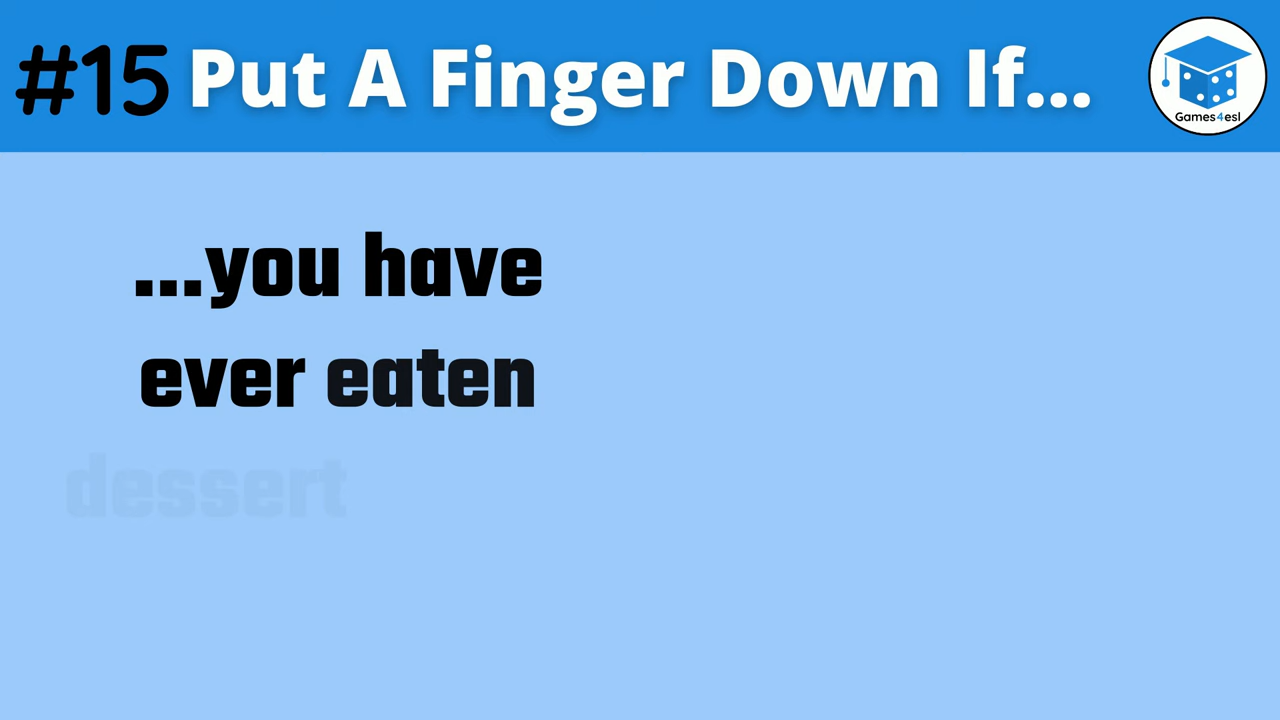 #15 Put A Finger Down If...
Games4esl
...you have
ever eaten
dessert